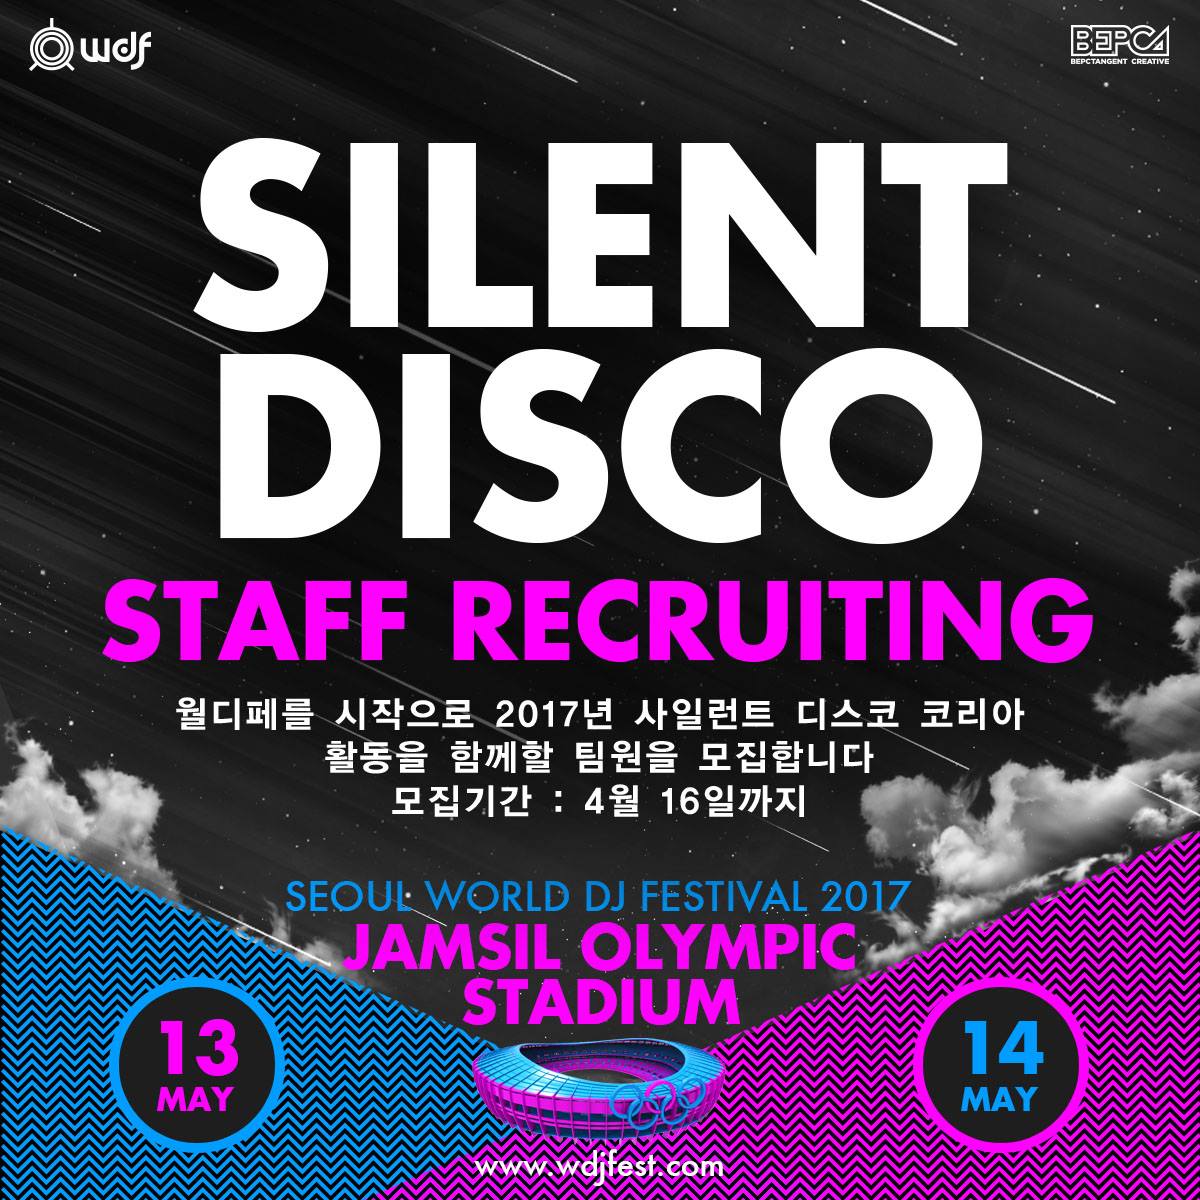 wdf
BEPCA
BEPCTANGENT CREATIVE
SILENT
DISCO
STAFF RECRUITING
월디페를 시작으로 2017년 사일런트 디스코 코리아
활동을 함께할 팀원을 모집합니다
모집기간 : 4월 16일까지
SEOUL WORLD DJ FESTIVAL 2017
JAMSIL OLYMPIC
STADIUM
13
MAY
14
MAY
www.wdjfest.com